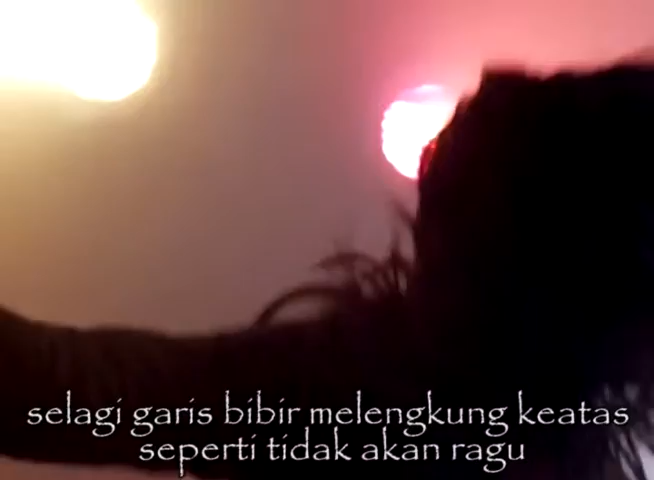 selagi garis bibir melengkung keatas
seperti tidak akan ragu